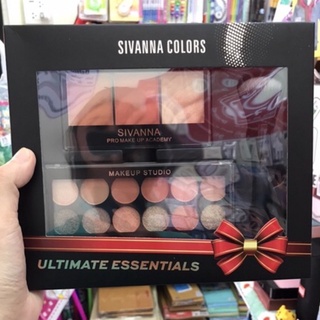 SIVANNA COLORS
SIVANNA
PRO MAKE UP ACADEMY
MAKEUP STUDIO
ULTIMATE ESSENTIALS